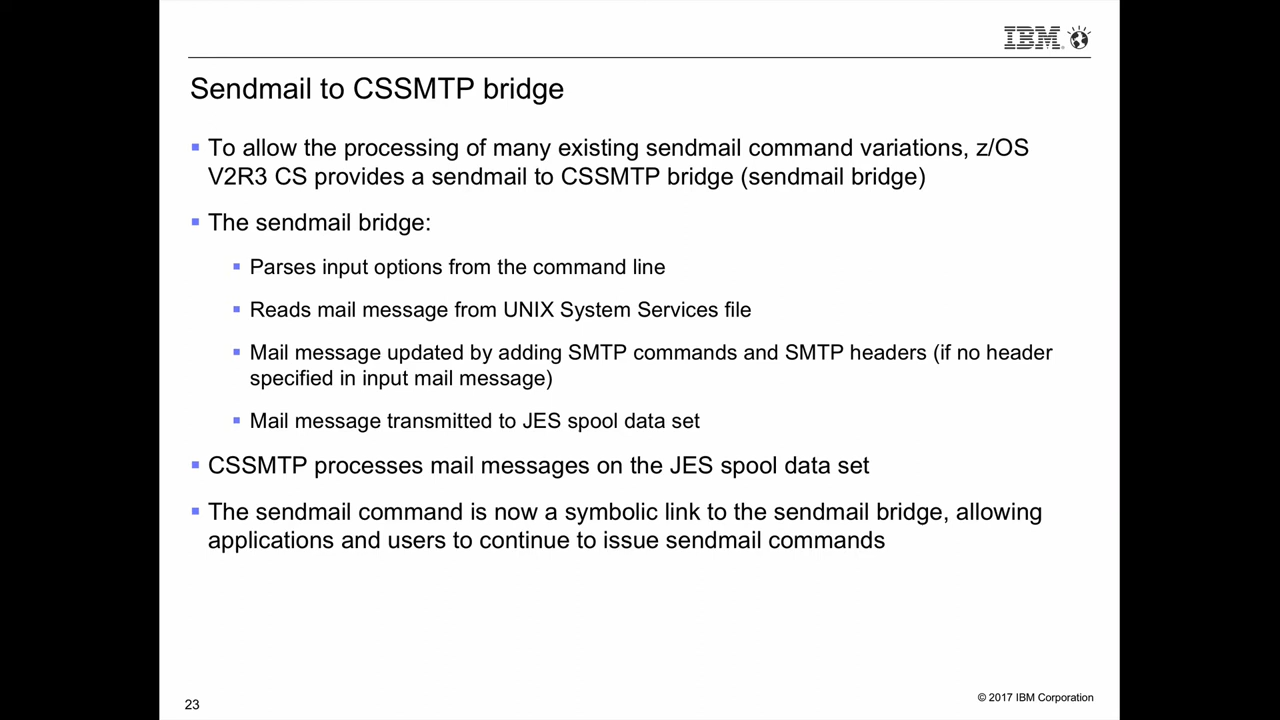 IBM
Sendmail to CSSMTP bridge
▪ To allow the processing of many existing sendmail command variations, z/OS
V2R3 CS provides a sendmail to CSSMTP bridge (sendmail bridge)
▪ The sendmail bridge:
▪ Parses input options from the command line
▪ Reads mail message from UNIX System Services file
▪ Mail message updated by adding SMTP commands and SMTP headers (if no header
specified in input mail message)
▪ Mail message transmitted to JES spool data set
▪ CSSMTP processes mail messages on the JES spool data set
▪ The sendmail command is now a symbolic link to the sendmail bridge, allowing
applications and users to continue to issue sendmail commands
23
© 2017 IBM Corporation